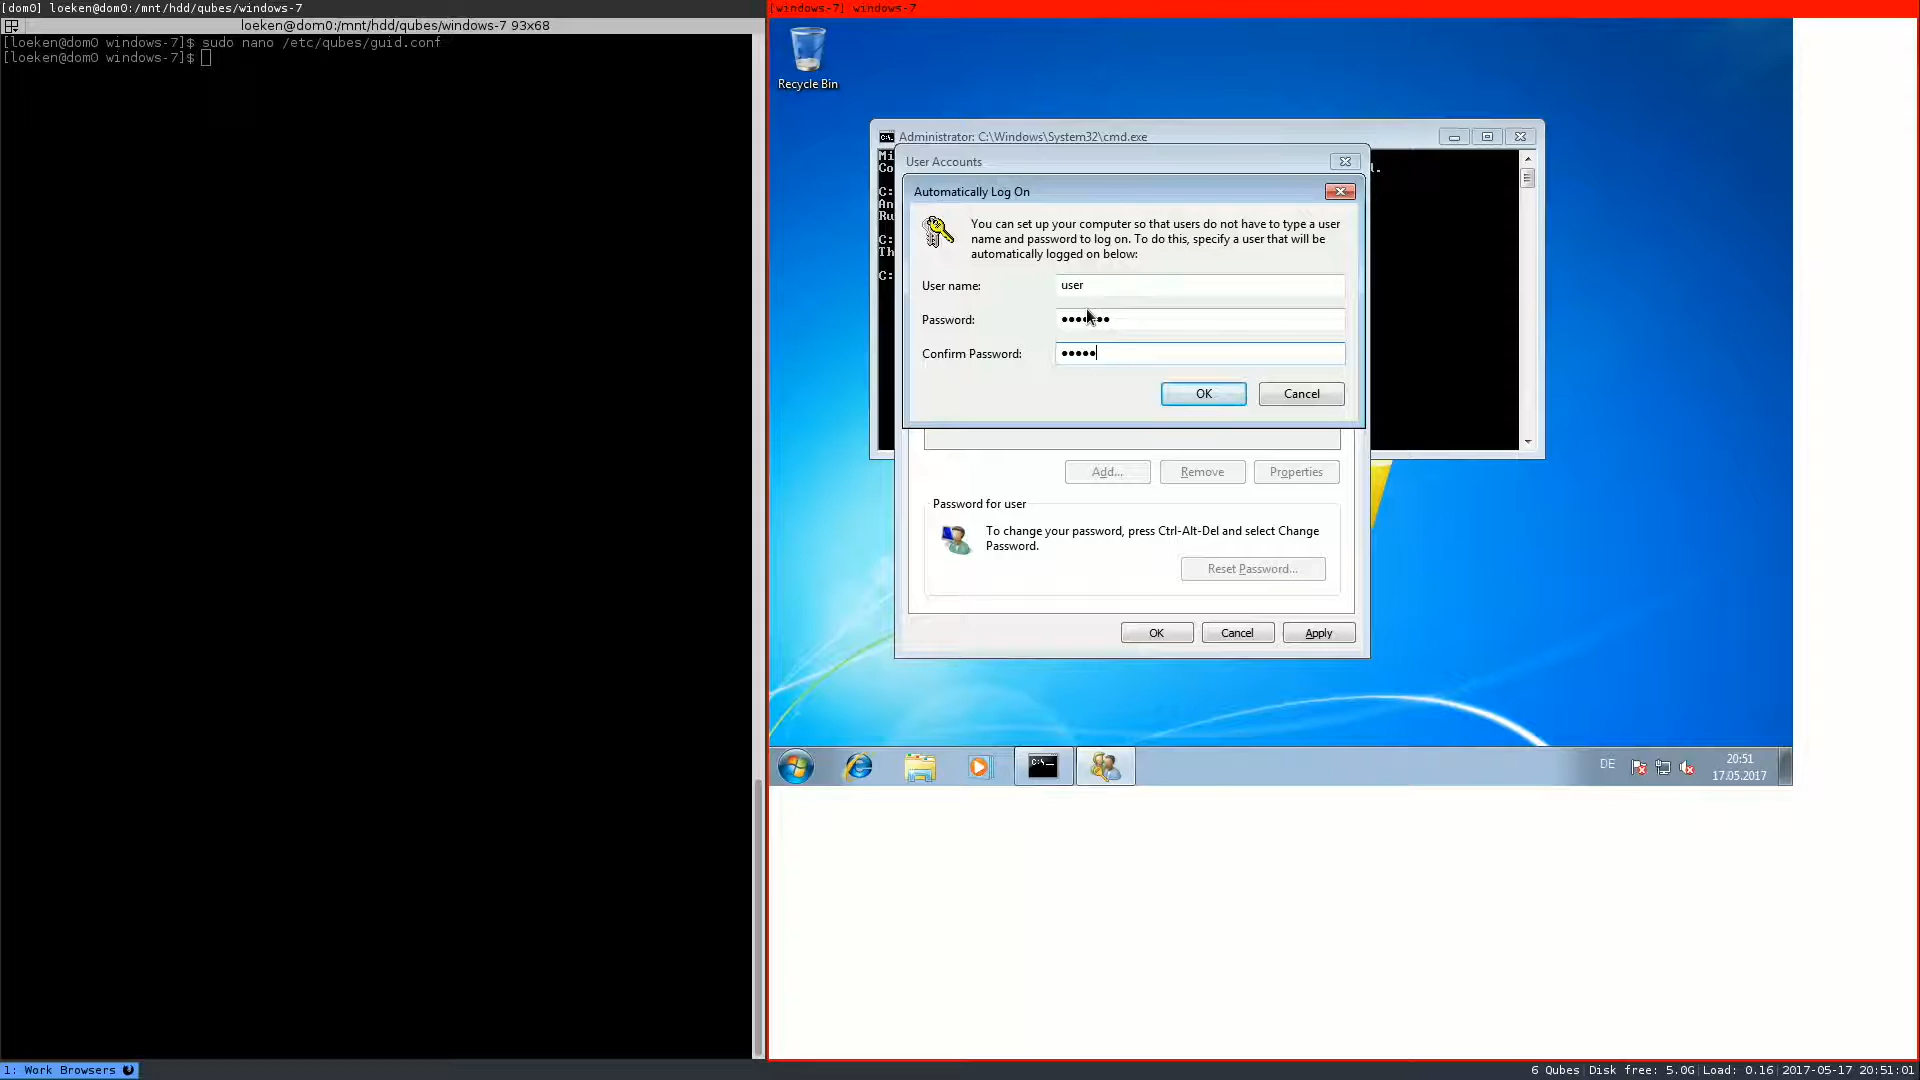 [dom0] loeken@dom0:/mnt/hdd/qubes/windows-7
loeken@dom0:/mnt/hdd/qubes/windows-7 93x68
[loeken@dom0 windows-7]$ sudo nano /etc/qubes/guid.conf
[loeken@dom0 windows-7]$
[windows-7] windows-7
Recycle Bin
Administrator: C:\Windows\System32\cmd.exe
Mi
Co
C:
An
Ru
C:
Th
C:
User Accounts
Automatically Log On
You can set up your computer so that users do not have to type a user
name and password to log on. To do this, specify a user that will be
automatically logged on below:
User name: user
Password: •••••••
Confirm Password: •••••
OK Cancel
Add... Remove Properties
Password for user
To change your password, press Ctrl-Alt-Del and select Change
Password.
Reset Password...
OK Cancel Apply
DE
20:51
17.05.2017
1: Work Browsers
6 Qubes Disk free: 5.0G Load: 0.16 2017-05-17 20:51:01